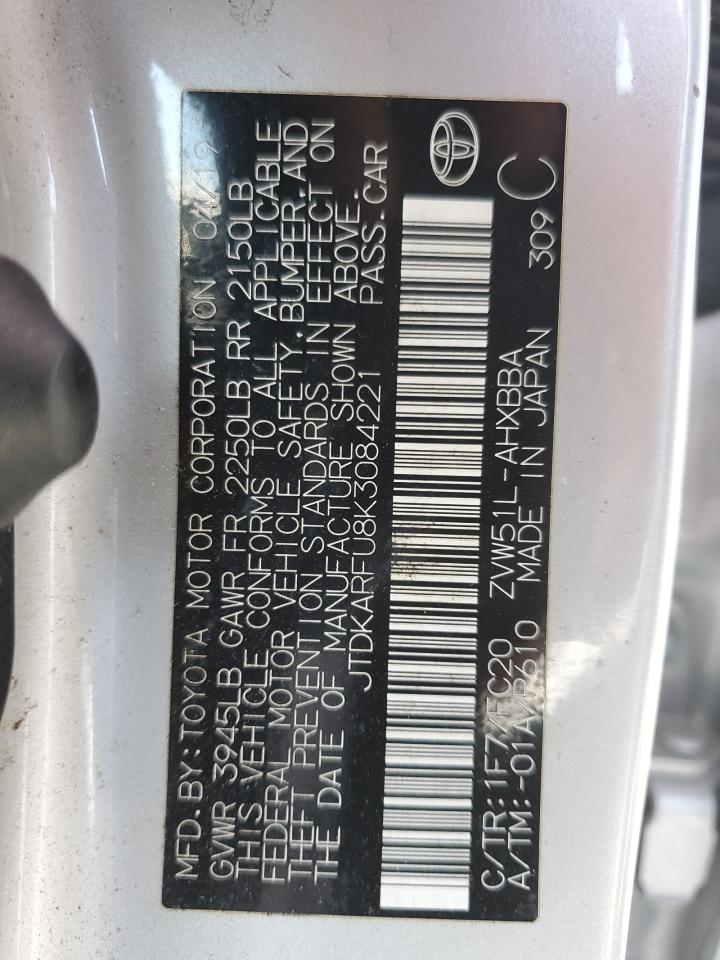 MFD. BY: TOYOTA MOTOR CORPORATION 04/19
GVWR 3945LB GAWR FR 2250LB RR 2150LB
THIS VEHICLE CONFORMS TO ALL APPLICABLE
FEDERAL MOTOR VEHICLE SAFETY, BUMPER, AND
THEFT PREVENTION STANDARDS IN EFFECT ON
THE DATE OF MANUFACTURE SHOWN ABOVE.
JTDKARFU8K3084221 PASS. CAR
C/TR: 1F7/FC20 ZVW51L-AHXBBA
A/TM: -01A/P610 MADE IN JAPAN 309 C